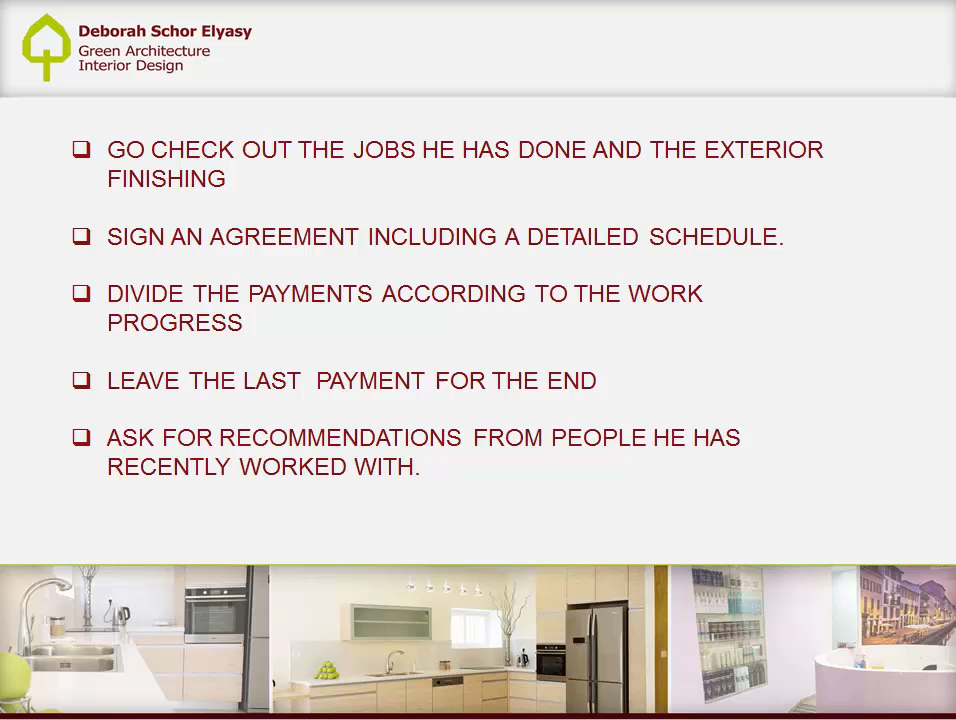 Deborah Schor Elyasy
Green Architecture
Interior Design
GO CHECK OUT THE JOBS HE HAS DONE AND THE EXTERIOR
FINISHING
SIGN AN AGREEMENT INCLUDING A DETAILED SCHEDULE.
DIVIDE THE PAYMENTS ACCORDING TO THE WORK
PROGRESS
LEAVE THE LAST  PAYMENT FOR THE END
ASK FOR RECOMMENDATIONS FROM PEOPLE HE HAS
RECENTLY WORKED WITH.